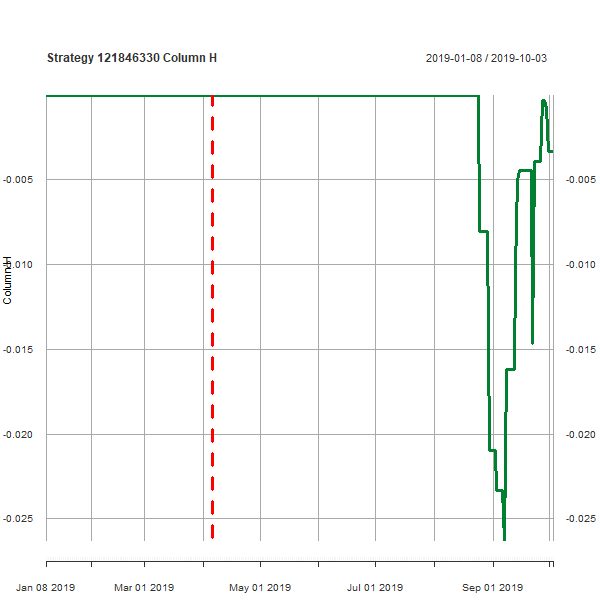 Strategy 121846330 Column H
2019-01-08 / 2019-10-03
-0.005
-0.005
-0.010
-0.010
Column H
-0.015
-0.015
-0.020
-0.020
-0.025
-0.025
Jan 08 2019
Mar 01 2019
May 01 2019
Jul 01 2019
Sep 01 2019